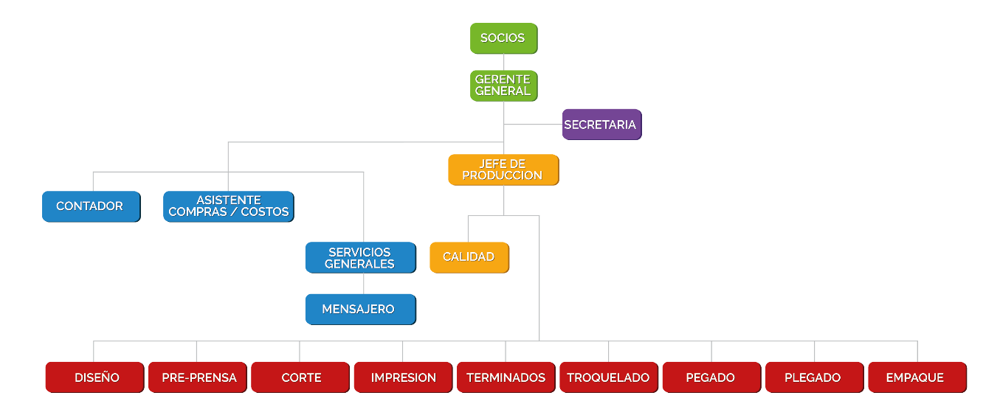 SOCIOS
GERENTE
GENERAL
SECRETARIA
JEFE DE
PRODUCCION
CONTADOR
ASISTENTE
COMPRAS / COSTOS
SERVICIOS
GENERALES
CALIDAD
MENSAJERO
DISEÑO
PRE-PRENSA
CORTE
IMPRESION
TERMINADOS
TROQUELADO
PEGADO
PLEGADO
EMPAQUE